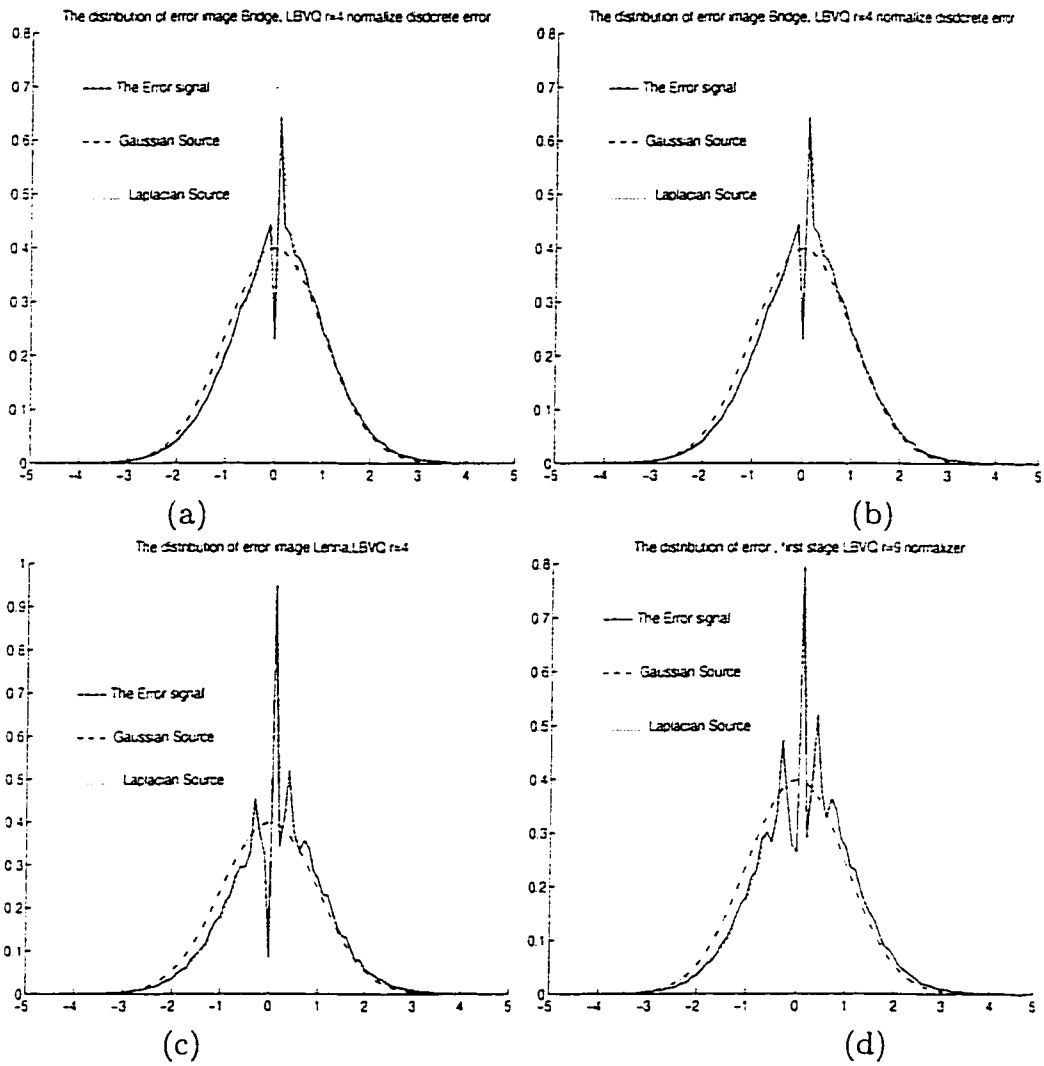 The distribution of error image Bridge, LBVQ r=4 normalize disdcrete error
0.8
0.7
0.6
0.5
0.4
0.3
0.2
0.1
0
The Error signal
Gaussian Source
Laplacian Source
-5 -4 -3 -2 -1 0 1 2 3 4 5
(a)
The distribution of error image Bridge, LBVQ r=4 normalize disdcrete error
0.8
0.7
0.6
0.5
0.4
0.3
0.2
0.1
0
The Error signal
Gaussian Source
Laplacian Source
-5 -4 -3 -2 -1 0 1 2 3 4 5
(b)
The distribution of error image Lenna,LBVQ r=4
1
0.9
0.8
0.7
0.6
0.5
0.4
0.3
0.2
0.1
0
The Error signal
Gaussian Source
Laplacian Source
-5 -4 -3 -2 -1 0 1 2 3 4 5
(c)
The distribution of error , first stage LBVQ r=9 normalizer
0.8
0.7
0.6
0.5
0.4
0.3
0.2
0.1
0
The Error signal
Gaussian Source
Laplacian Source
-5 -4 -3 -2 -1 0 1 2 3 4 5
(d)